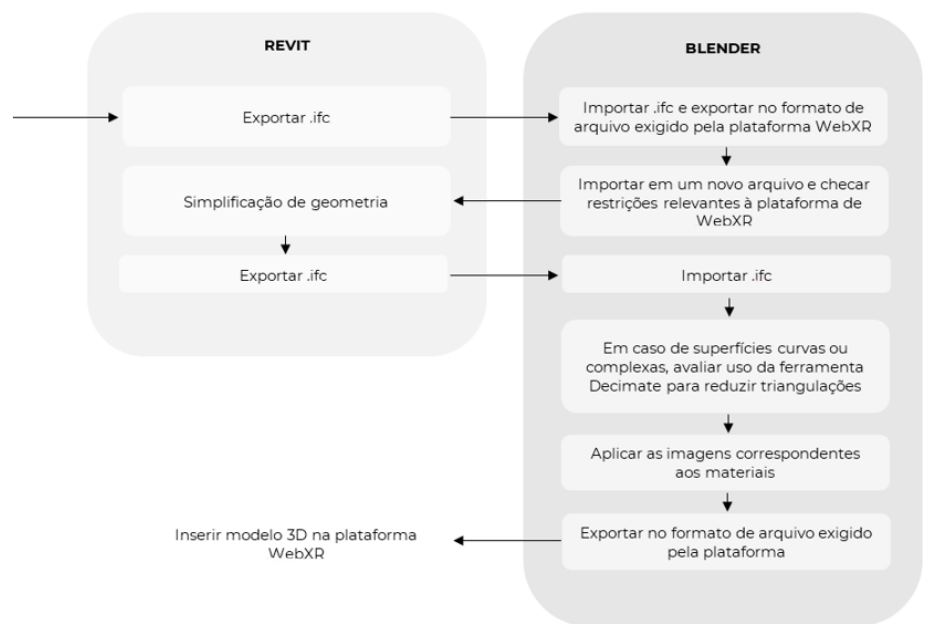 REVIT
BLENDER
Exportar .ifc
Importar .ifc e exportar no formato de
arquivo exigido pela plataforma WebXR
Importar em um novo arquivo e checar
restrições relevantes à plataforma de
WebXR
Simplificação de geometria
Exportar .ifc
Importar .ifc
Em caso de superfícies curvas ou
complexas, avaliar uso da ferramenta
Decimate para reduzir triangulações
Aplicar as imagens correspondentes
aos materiais
Exportar no formato de arquivo exigido
pela plataforma
Inserir modelo 3D na plataforma
WebXR